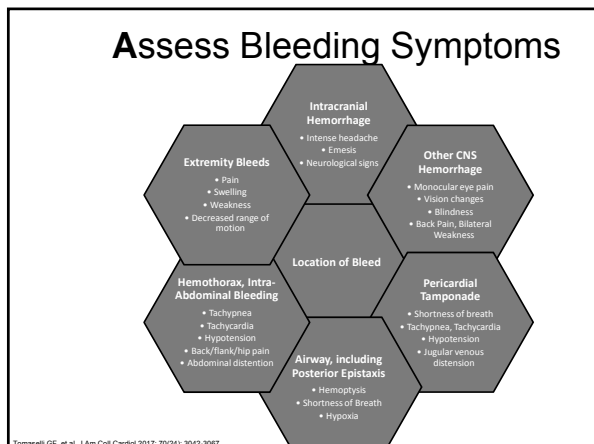 Assess Bleeding Symptoms
Intracranial
Hemorrhage
• Intense headache
• Emesis
• Neurological signs
Other CNS
Hemorrhage
• Monocular eye pain
• Vision changes
• Blindness
• Back Pain, Bilateral
Weakness
Pericardial
Tamponade
• Shortness of breath
• Tachypnea, Tachycardia
• Hypotension
• Jugular venous
distension
Airway, including
Posterior Epistaxis
• Hemoptysis
• Shortness of Breath
• Hypoxia
Hemothorax, Intra-
Abdominal Bleeding
• Tachypnea
• Tachycardia
• Hypotension
• Back/flank/hip pain
• Abdominal distention
Extremity Bleeds
• Pain
• Swelling
• Weakness
• Decreased range of
motion
Location of Bleed
Tomaselli GF, et al. J Am Coll Cardiol 2017; 70(24): 3042-3067